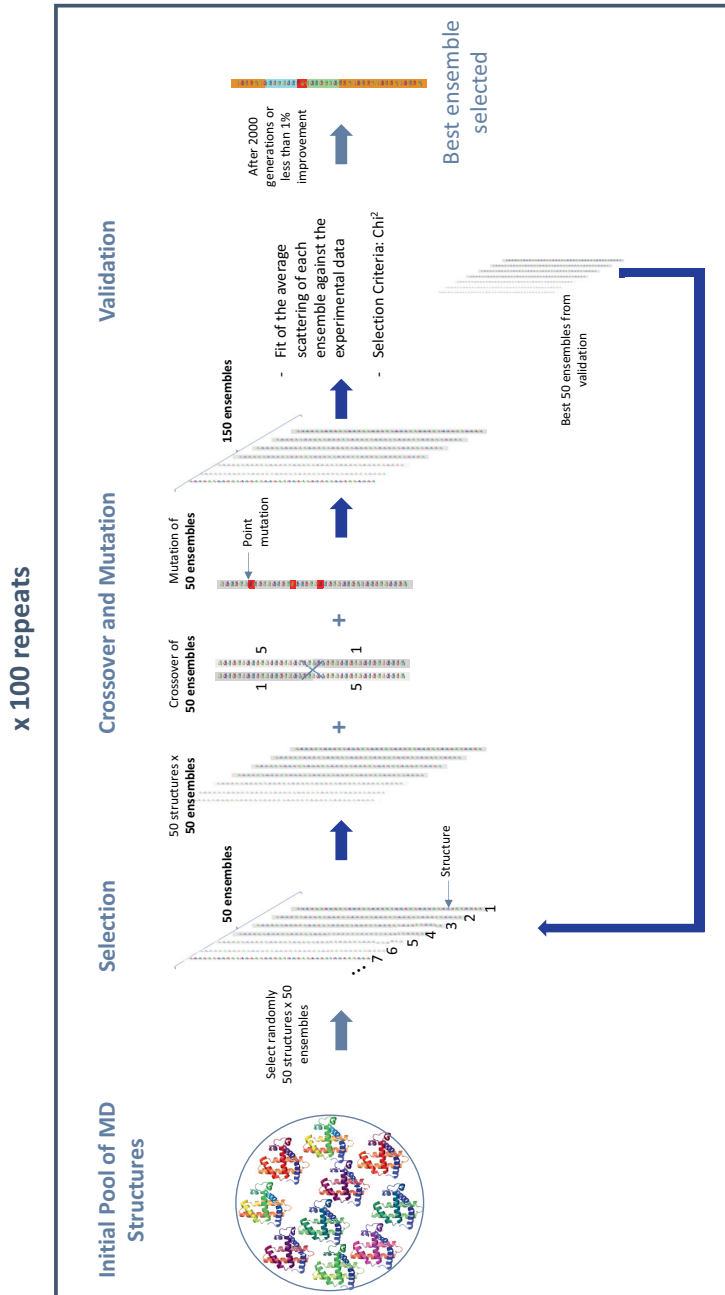 x 100 repeats
Initial Pool of MD
Structures
Selection
Crossover and Mutation
Validation
Select randomly
50 structures x 50
ensembles
50 ensembles
Structure
1
2
3
4
5
6
7
...
50 structures x
50 ensembles
+
Crossover of
50 ensembles
1 5
5 1
+
Mutation of
50 ensembles
Point
mutation
150 ensembles
- Fit of the average
scattering of each
ensemble against the
experimental data
- Selection Criteria: Chi²
Best 50 ensembles from
validation
After 2000
generations or
less than 1%
improvement
Best ensemble
selected